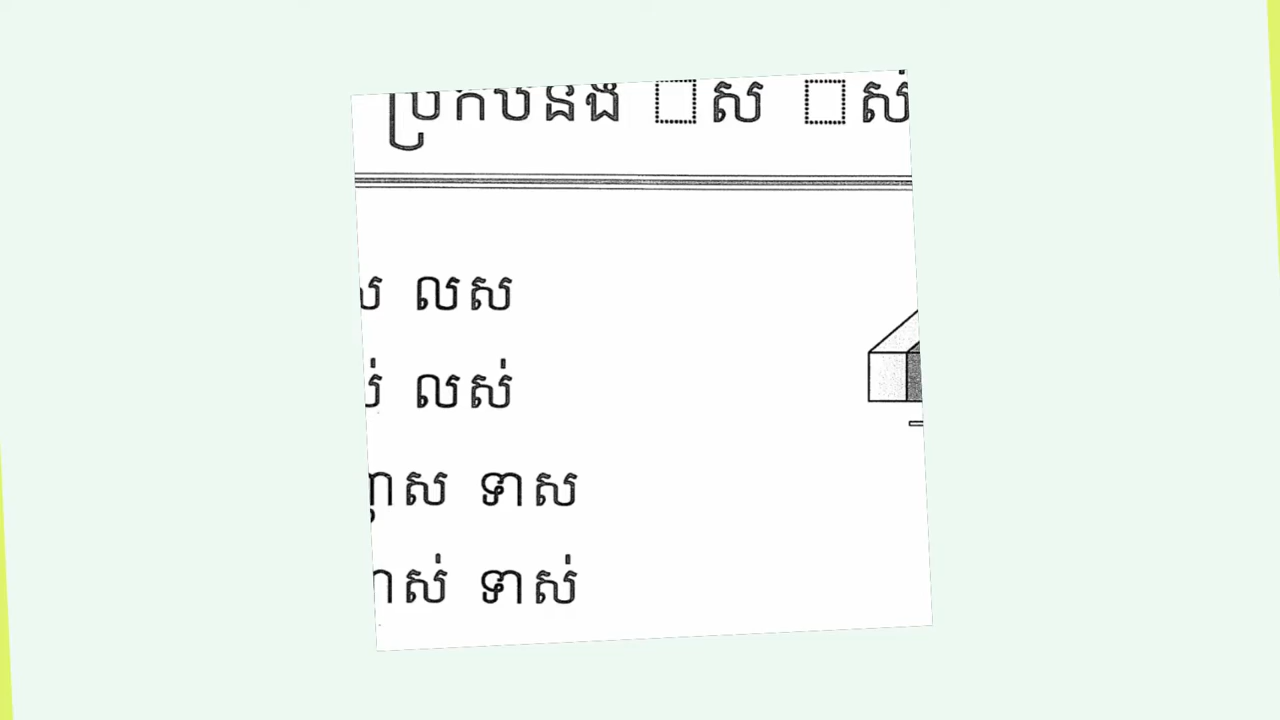 ប្រកបនឹង ស ស់
លស
លស់
ទាស
ទាស់